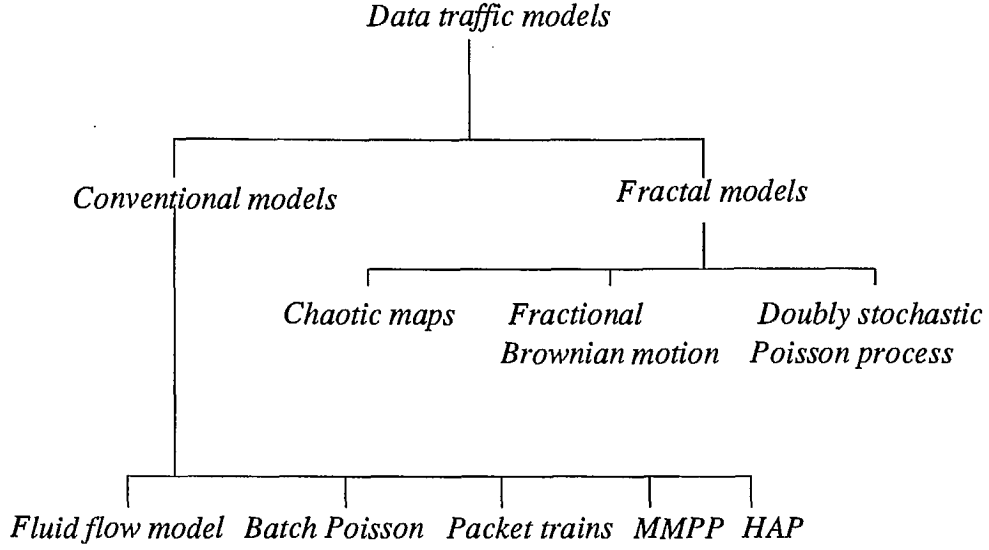 Data traffic models
Conventional models
Fractal models
Chaotic maps
Fractional
Brownian motion
Doubly stochastic
Poisson process
Fluid flow model
Batch Poisson
Packet trains
MMPP
HAP